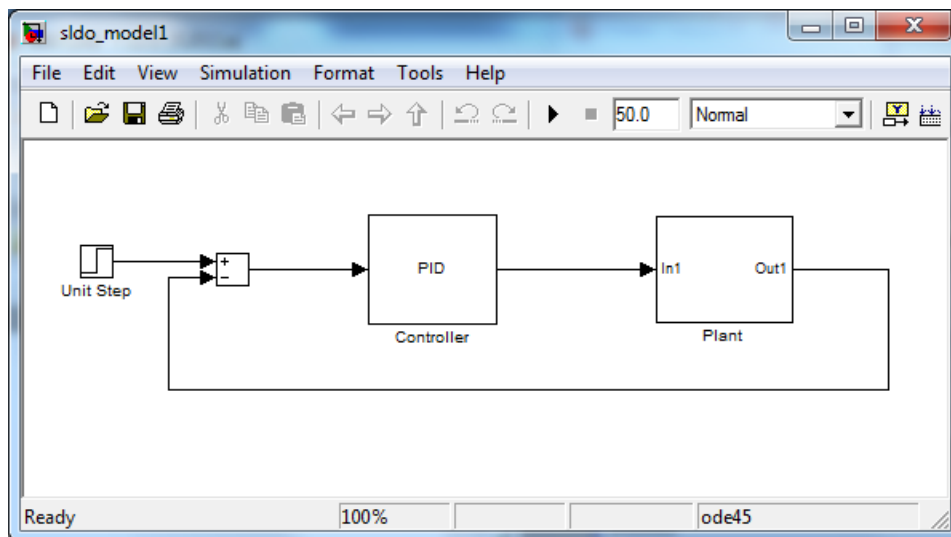 sldo_model1
File Edit View Simulation Format Tools Help
50.0 Normal
+
−
Unit Step
PID
Controller
In1 Out1
Plant
Ready 100% ode45